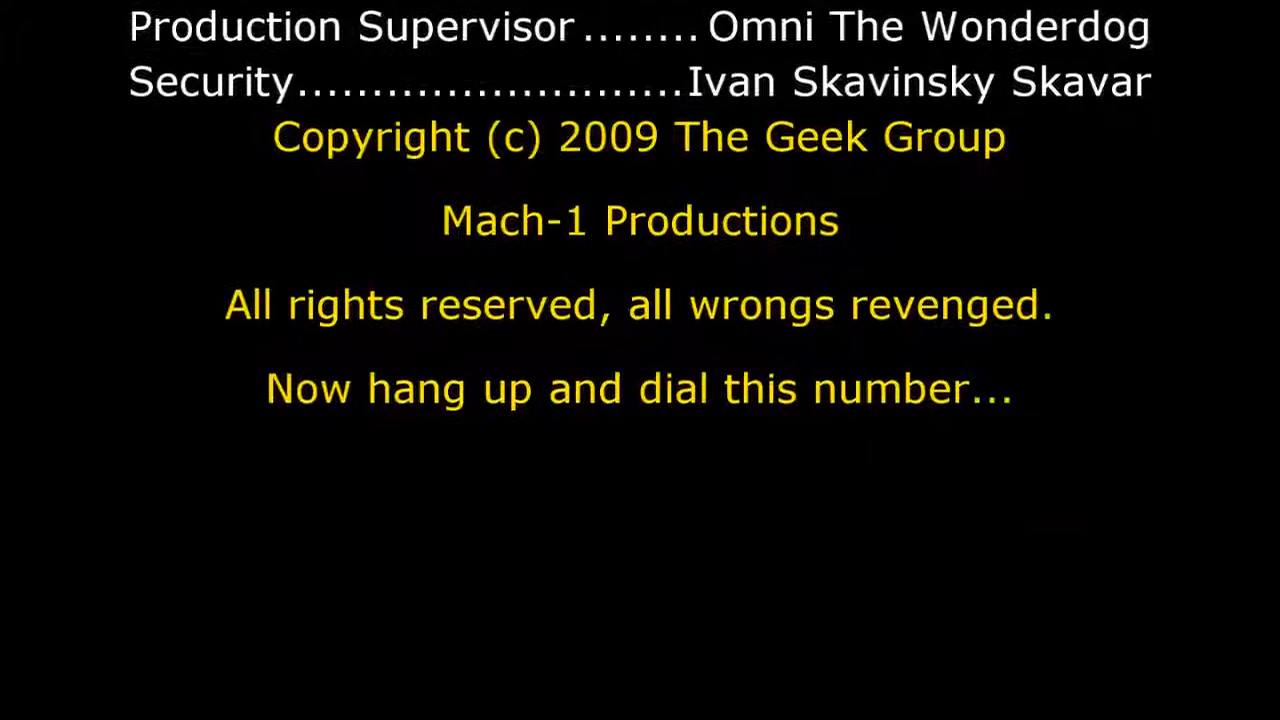 Production Supervisor ........ Omni The Wonderdog
Security..........................Ivan Skavinsky Skavar
Copyright (c) 2009 The Geek Group
Mach-1 Productions
All rights reserved, all wrongs revenged.
Now hang up and dial this number...